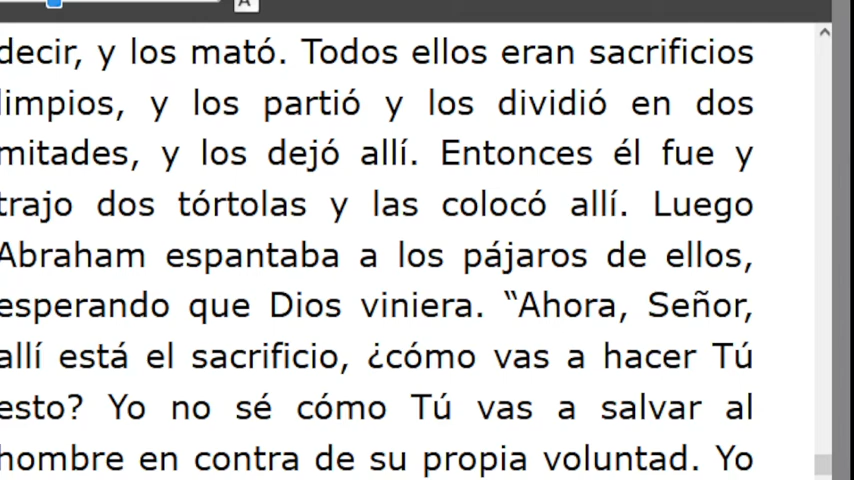 A
decir, y los mató. Todos ellos eran sacrificios
limpios, y los partió y los dividió en dos
mitades, y los dejó allí. Entonces él fue y
trajo dos tórtolas y las colocó allí. Luego
Abraham espantaba a los pájaros de ellos,
esperando que Dios viniera. “Ahora, Señor,
allí está el sacrificio, ¿cómo vas a hacer Tú
esto? Yo no sé cómo Tú vas a salvar al
hombre en contra de su propia voluntad. Yo